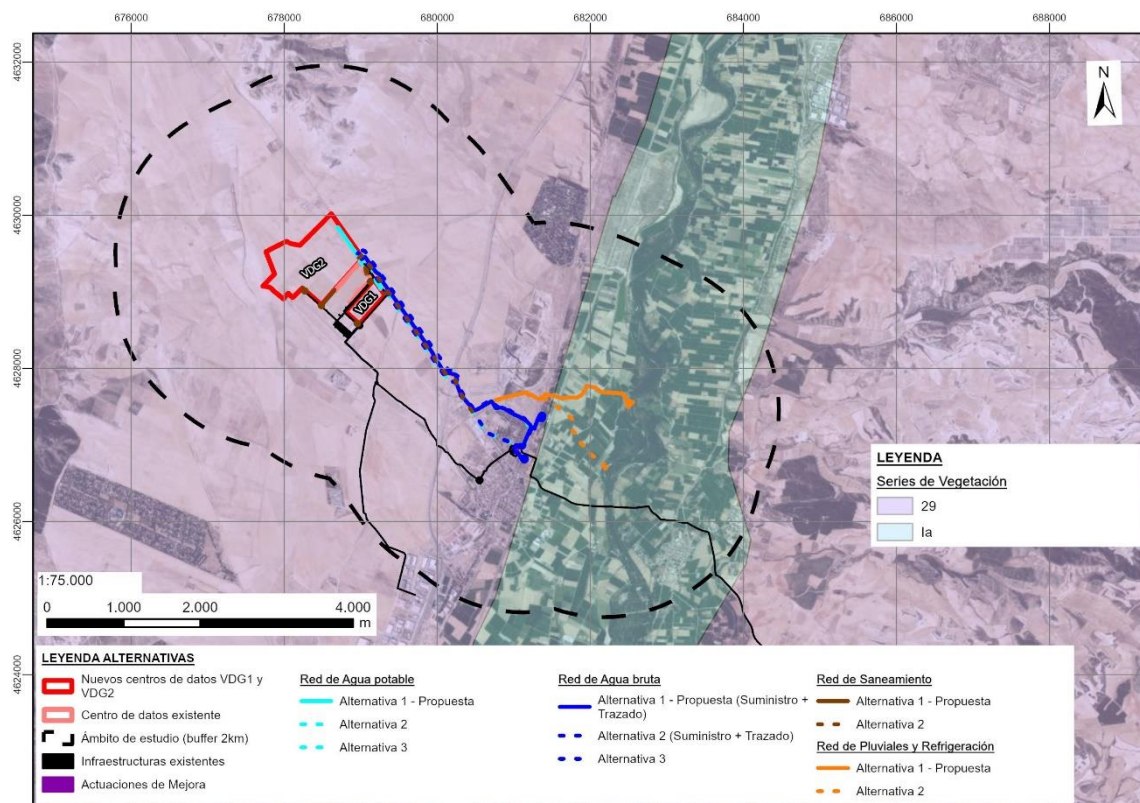 676000 678000 680000 682000 684000 686000 688000
4632000
N
4630000
VDG2
VDG1
4628000
LEYENDA
Series de Vegetación
29
Ia
4626000
1:75.000
0 1.000 2.000 4.000
m
4624000
LEYENDA ALTERNATIVAS
Nuevos centros de datos VDG1 y
VDG2
Centro de datos existente
Ámbito de estudio (buffer 2km)
Infraestructuras existentes
Actuaciones de Mejora
Red de Agua potable
Alternativa 1 - Propuesta
Alternativa 2
Alternativa 3
Red de Agua bruta
Alternativa 1 - Propuesta (Suministro +
Trazado)
Alternativa 2 (Suministro + Trazado)
Alternativa 3
Red de Saneamiento
Alternativa 1 - Propuesta
Alternativa 2
Red de Pluviales y Refrigeración
Alternativa 1 - Propuesta
Alternativa 2